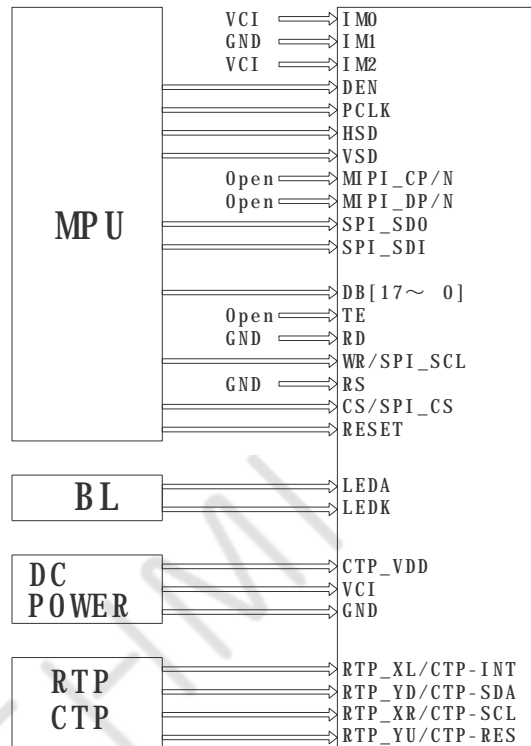 VCI IM0
GND IM1
VCI IM2
DEN
PCLK
HSD
VSD
Open MIPI_CP/N
Open MIPI_DP/N
MPU
SPI_SDO
SPI_SDI
DB[17~ 0]
Open TE
GND RD
WR/SPI_SCL
GND RS
CS/SPI_CS
RESET
BL
LEDA
LEDK
DC
POWER
CTP_VDD
VCI
GND
RTP
CTP
RTP_XL/CTP-INT
RTP_YD/CTP-SDA
RTP_XR/CTP-SCL
RTP_YU/CTP-RES
THMI